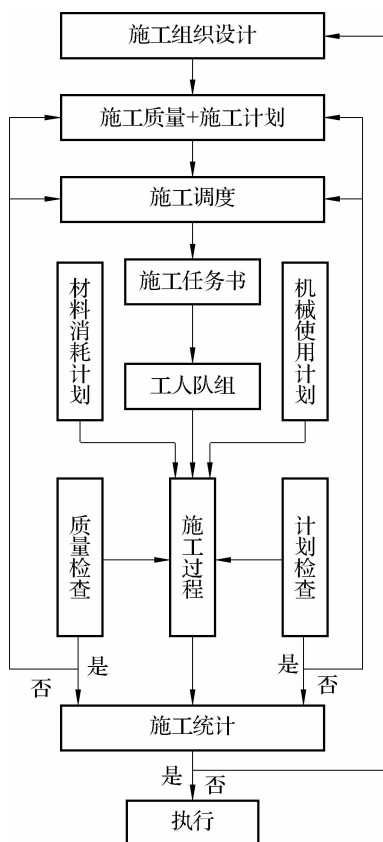 施工组织设计
施工质量+施工计划
施工调度
施工任务书
材料消耗计划
机械使用计划
工人队组
质量检查
施工过程
计划检查
是
否
是
否
施工统计
是
否
执行